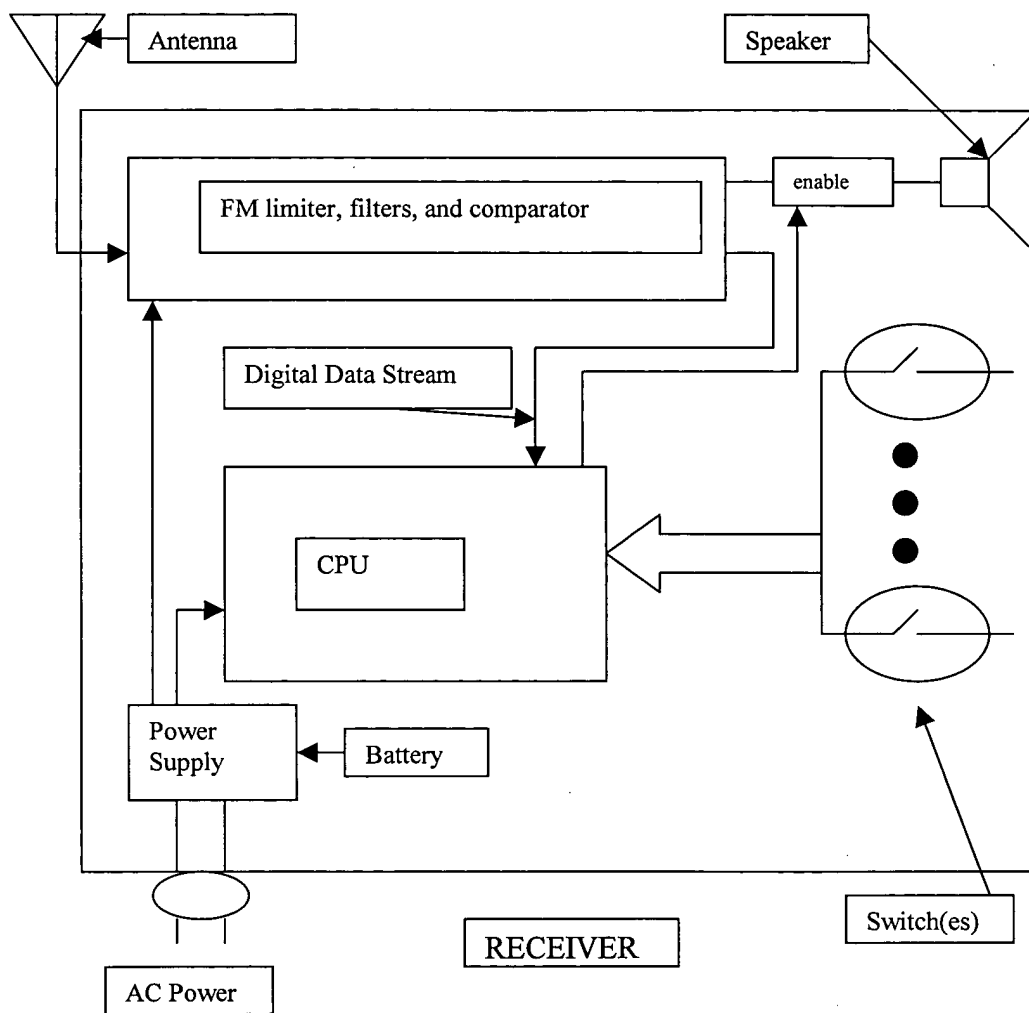 Antenna
Speaker
FM limiter, filters, and comparator
enable
Digital Data Stream
CPU
Power
Supply
Battery
Switch(es)
RECEIVER
AC Power